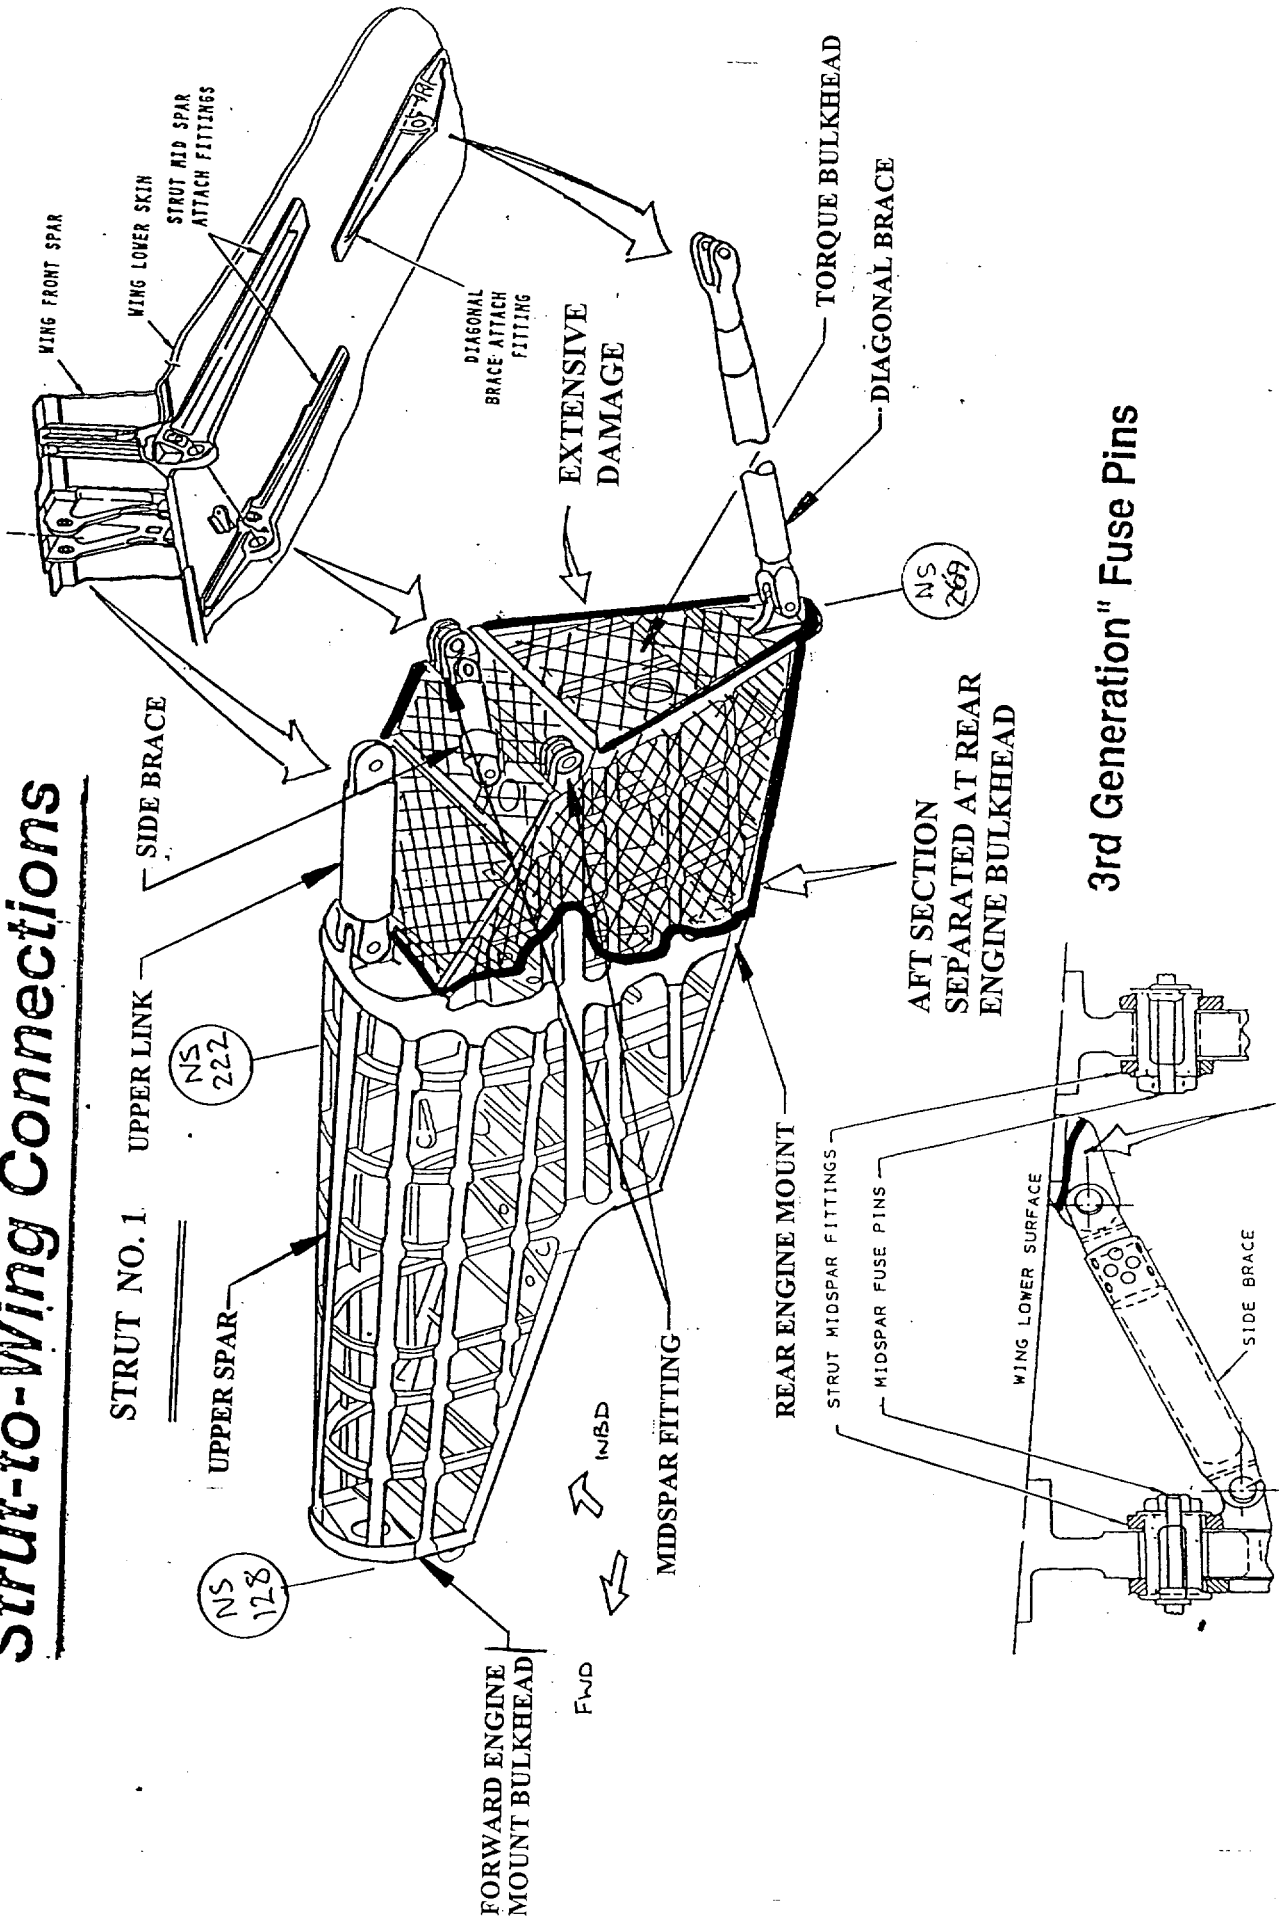 Strut-to-Wing Connections
STRUT NO. 1
UPPER LINK
SIDE BRACE
WING FRONT SPAR
WING LOWER SKIN
STRUT MID SPAR
ATTACH FITTINGS
NS
222
UPPER SPAR
NS
128
DIAGONAL
BRACE ATTACH
FITTING
EXTENSIVE
DAMAGE
FORWARD ENGINE
MOUNT BULKHEAD
FWD
INBD
MIDSPAR FITTING
REAR ENGINE MOUNT
AFT SECTION
SEPARATED AT REAR
ENGINE BULKHEAD
NS
269
TORQUE BULKHEAD
DIAGONAL BRACE
STRUT MIDSPAR FITTINGS
MIDSPAR FUSE PINS
WING LOWER SURFACE
SIDE BRACE
3rd Generation" Fuse Pins